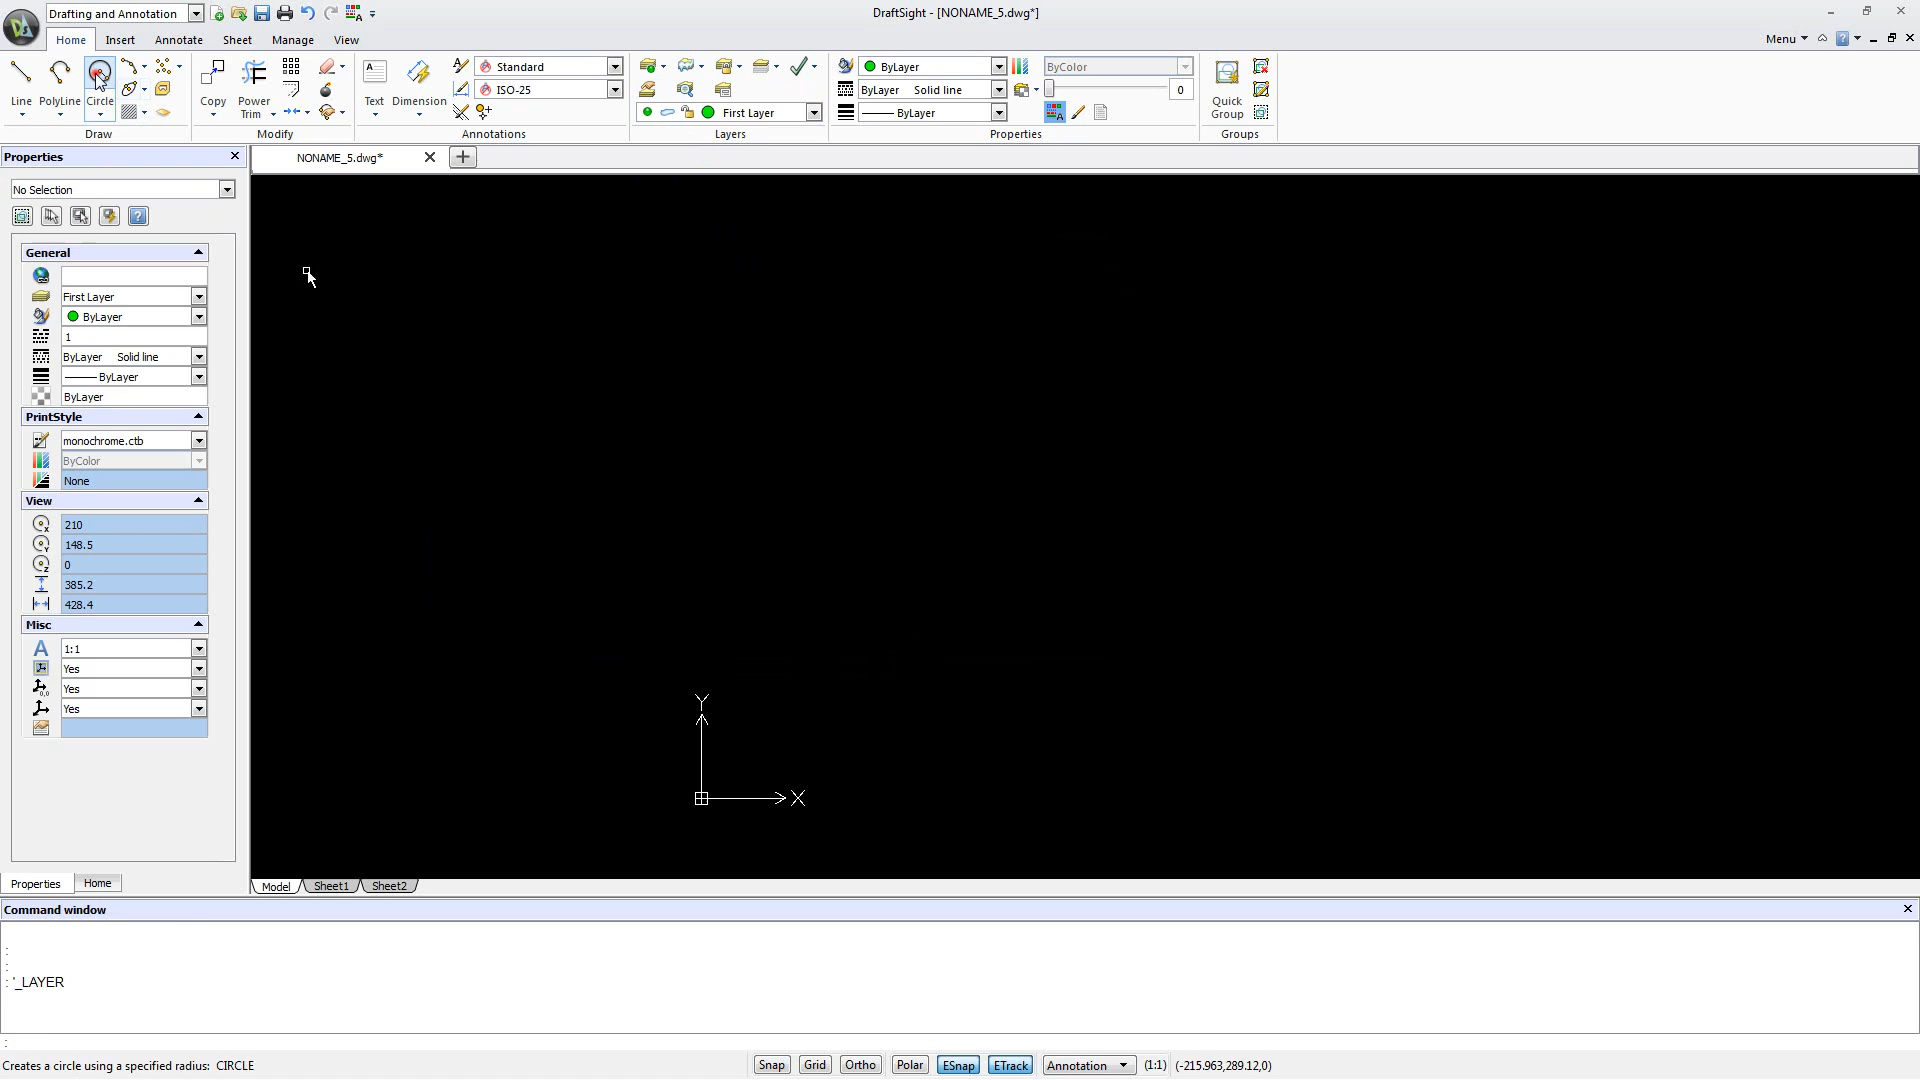 Drafting and Annotation
DraftSight - [NONAME_5.dwg*]
Home Insert Annotate Sheet Manage View
Menu
Line PolyLine Circle
Copy Power Trim
Text Dimension
Standard
ISO-25
First Layer
ByLayer
ByLayer Solid line
ByLayer
ByColor
0
Quick Group
Draw Modify Annotations Layers Properties Groups
Properties
NONAME_5.dwg*
No Selection
General
First Layer
ByLayer
1
ByLayer Solid line
ByLayer
ByLayer
PrintStyle
monochrome.ctb
ByColor
None
View
210
148.5
0
385.2
428.4
Misc
1:1
Yes
Yes
Yes
Y
X
Properties Home
Model Sheet1 Sheet2
Command window
:
:
: '_LAYER
:
Creates a circle using a specified radius: CIRCLE
Snap Grid Ortho Polar ESnap ETrack Annotation (1:1) (-215.963,289.12,0)